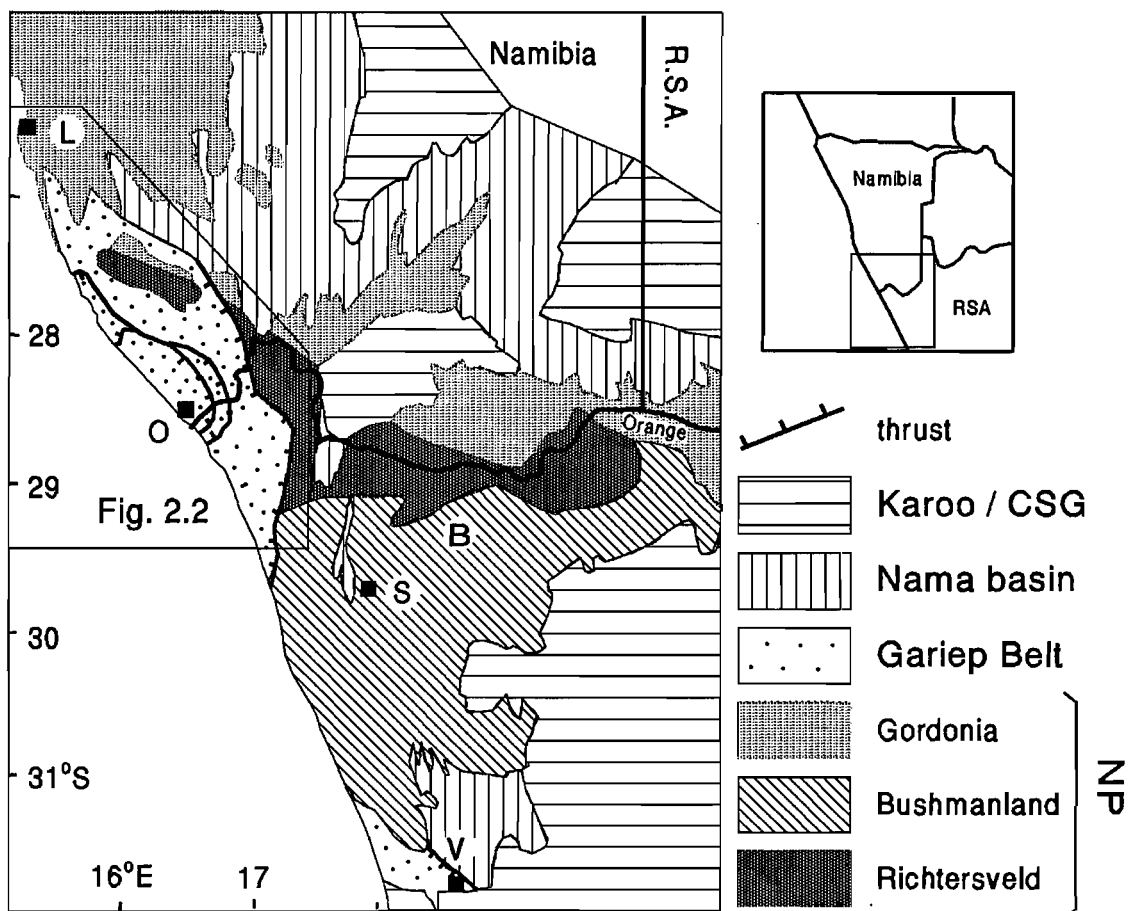 Namibia
R.S.A.
L
28
O
Orange
29
Fig. 2.2
B
S
30
31°S
V
16°E
17
Namibia
RSA
thrust
Karoo / CSG
Nama basin
Gariep Belt
Gordonia
Bushmanland
Richtersveld
NP